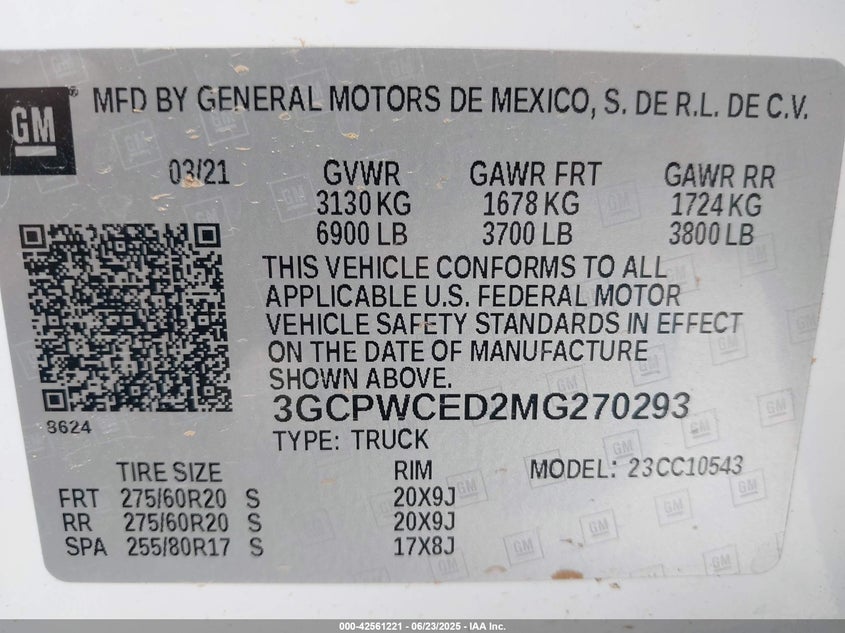 GM ® MFD BY GENERAL MOTORS DE MEXICO, S. DE R.L. DE C.V.
03/21 GVWR GAWR FRT GAWR RR
3130 KG 1678 KG 1724 KG
6900 LB 3700 LB 3800 LB
THIS VEHICLE CONFORMS TO ALL
APPLICABLE U.S. FEDERAL MOTOR
VEHICLE SAFETY STANDARDS IN EFFECT
ON THE DATE OF MANUFACTURE
SHOWN ABOVE.
3GCPWCED2MG270293
8624
TYPE: TRUCK
TIRE SIZE RIM MODEL: 23CC10543
FRT 275/60R20 S 20X9J
RR 275/60R20 S 20X9J
SPA 255/80R17 S 17X8J
000-42561221 - 06/23/2025 - IAA Inc.